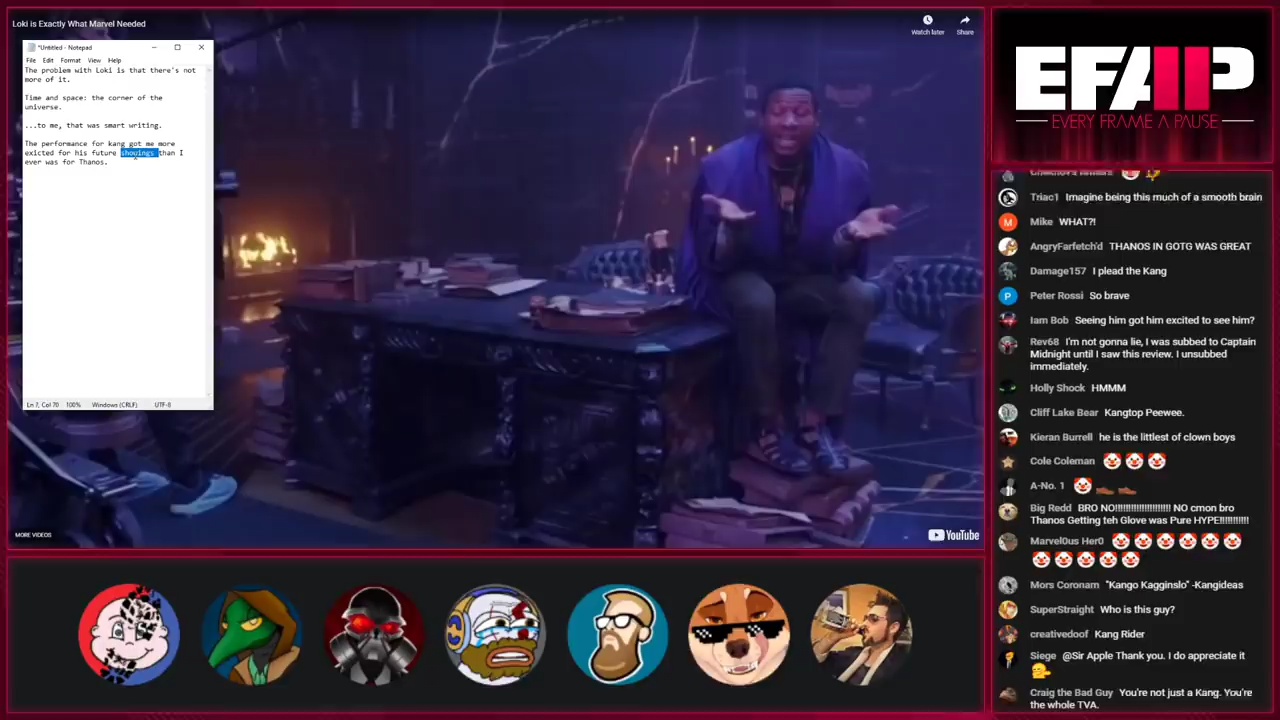 Loki is Exactly What Marvel Needed
Watch later
Share
*Untitled - Notepad
File Edit Format View Help
The problem with Loki is that there's not
more of it.
Time and space: the corner of the
universe.
...to me, that was smart writing.
The performance for kang got me more
exicted for his future showings than I
ever was for Thanos.
Ln 7, Col 70 100% Windows (CRLF) UTF-8
MORE VIDEOS
YouTube
EFAP
EVERY FRAME A PAUSE
Triac1 Imagine being this much of a smooth brain
Mike WHAT?!
AngryFarfetch'd THANOS IN GOTG WAS GREAT
Damage157 I plead the Kang
Peter Rossi So brave
Iam Bob Seeing him got him excited to see him?
Rev68 I'm not gonna lie, I was subbed to Captain
Midnight until I saw this review. I unsubbed
immediately.
Holly Shock HMMM
Cliff Lake Bear Kangtop Peewee.
Kieran Burrell he is the littlest of clown boys
Cole Coleman 🤡 🤡 🤡
A-No. 1 🤡 👞 👞
Big Redd BRO NO!!!!!!!!!!!!!!!!!!!!!! NO cmon bro
Thanos Getting teh Glove was Pure HYPE!!!!!!!!!!!
Marvel0us Her0 🤡 🤡 🤡 🤡 🤡 🤡
🤡 🤡 🤡 🤡 🤡
Mors Coronam "Kango Kagginslo" -Kangideas
SuperStraight Who is this guy?
creativedoof Kang Rider
Siege @Sir Apple Thank you. I do appreciate it
Craig the Bad Guy You're not just a Kang. You're
the whole TVA.
P
M